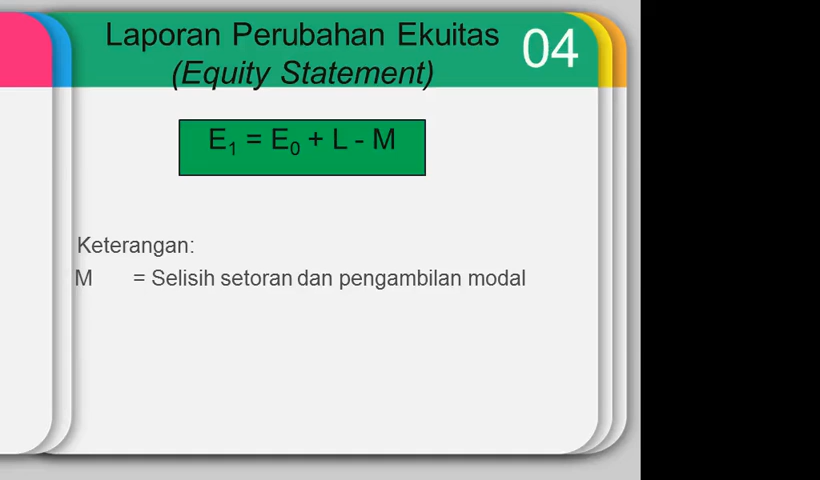 Laporan Perubahan Ekuitas
(Equity Statement)
04
E₁ = E₀ + L - M
Keterangan:
M = Selisih setoran dan pengambilan modal